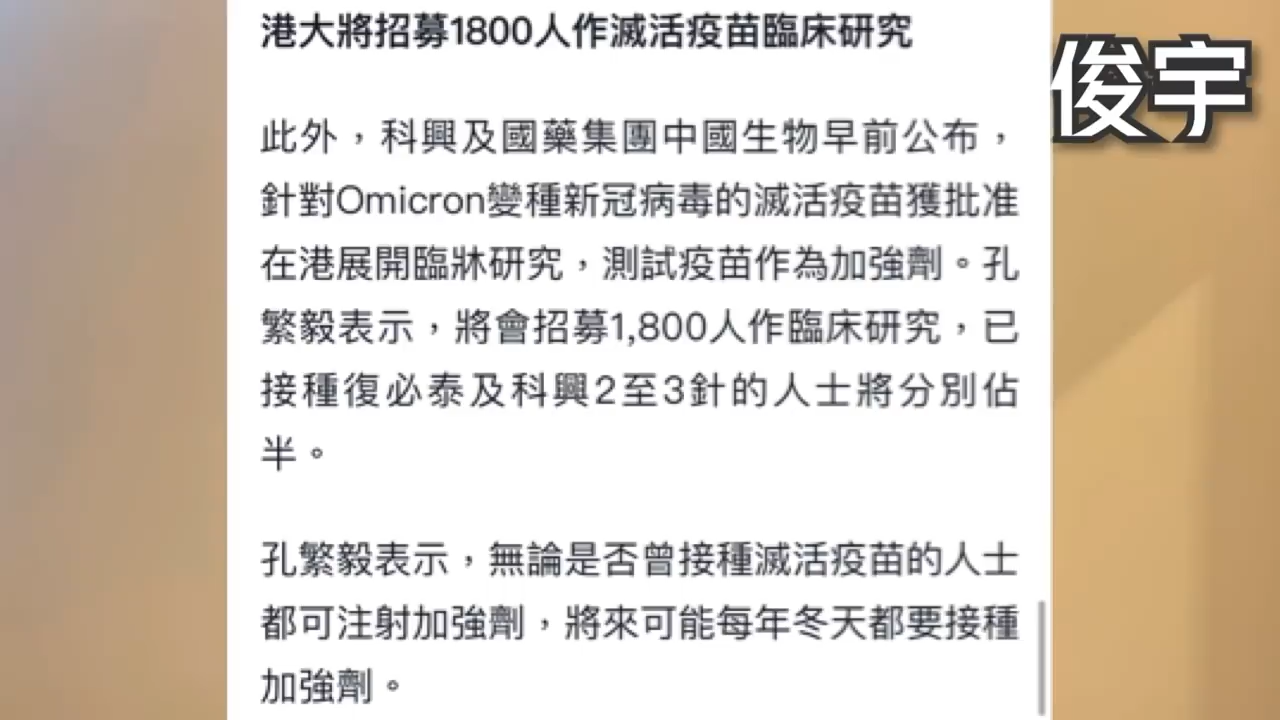 港大將招募1800人作滅活疫苗臨床研究
俊宇
此外，科興及國藥集團中國生物早前公布，
針對Omicron變種新冠病毒的滅活疫苗獲批准
在港展開臨牀研究，測試疫苗作為加強劑。孔
繁毅表示，將會招募1,800人作臨床研究，已
接種復必泰及科興2至3針的人士將分別佔
半。
孔繁毅表示，無論是否曾接種滅活疫苗的人士
都可注射加強劑，將來可能每年冬天都要接種
加強劑。